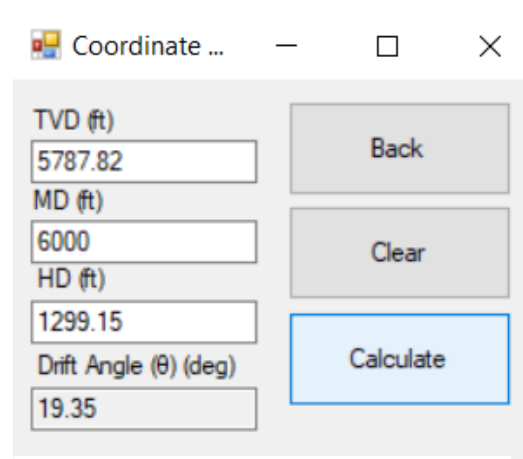 Coordinate ...
TVD (ft)
5787.82
MD (ft)
6000
HD (ft)
1299.15
Drift Angle (θ) (deg)
19.35
Back
Clear
Calculate